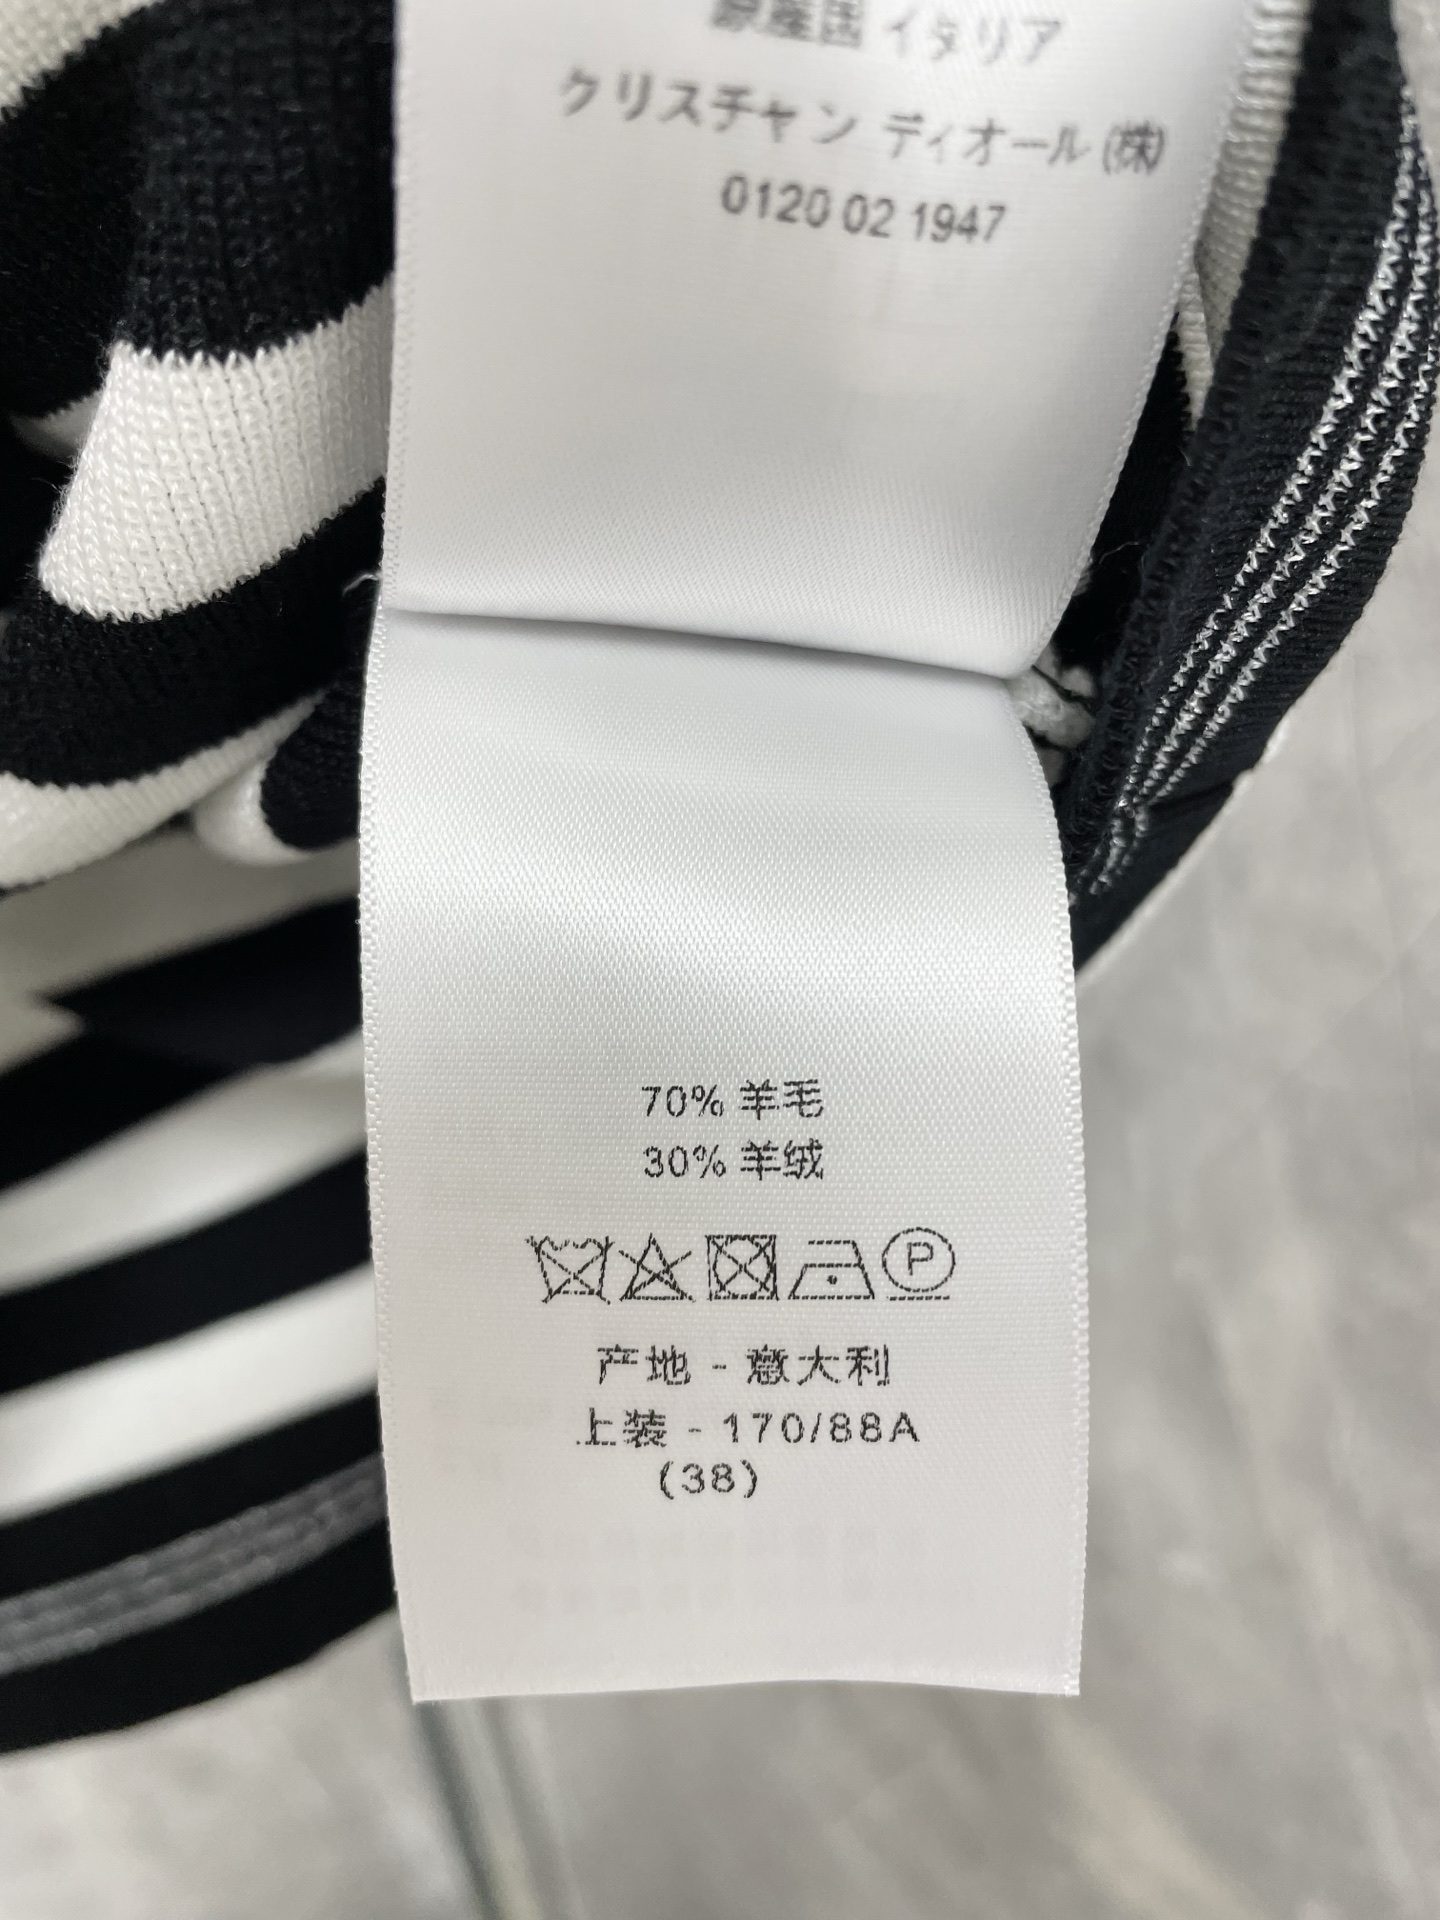 原産国 イタリア
クリスチャン ディオール (株)
0120 02 1947
70% 羊毛
30% 羊绒
P
产地 - 意大利
上装 - 170/88A
(38)